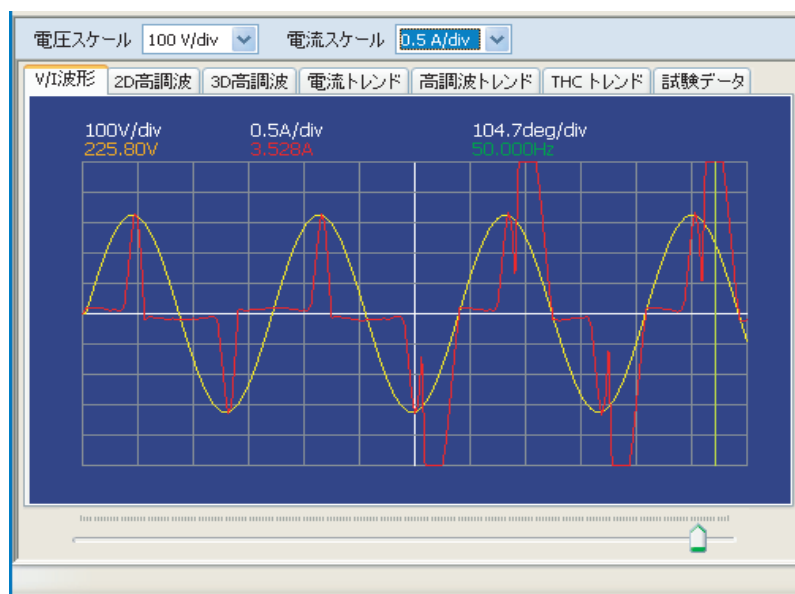 電圧スケール 100 V/div 電流スケール 0.5 A/div
V/I波形 2D高調波 3D高調波 電流トレンド 高調波トレンド THCトレンド 試験データ
100V/div 0.5A/div 104.7deg/div
225.80V 3.528A 50.000Hz